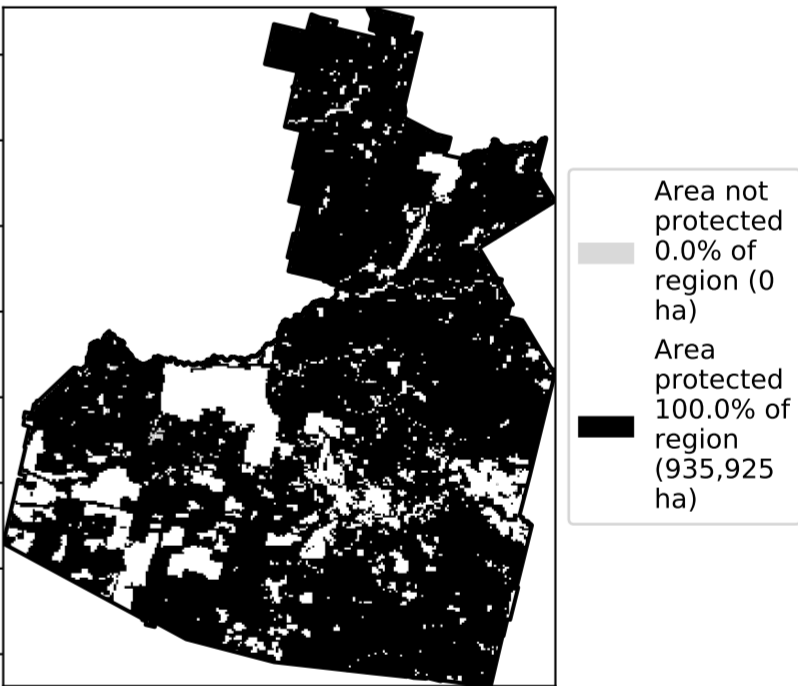 Area not
protected
0.0% of
region (0
ha)
Area
protected
100.0% of
region
(935,925
ha)